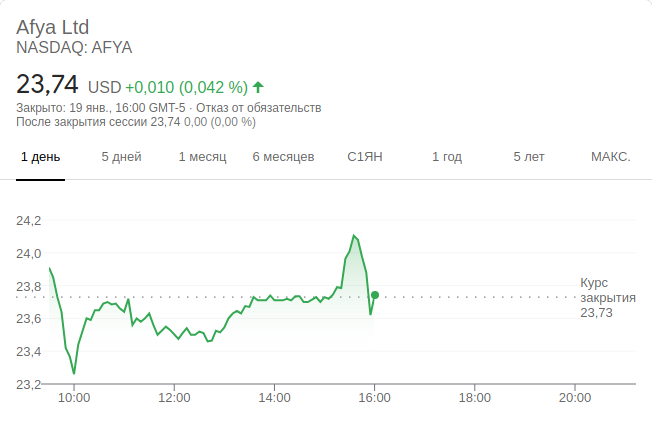 Afya Ltd
NASDAQ: AFYA
23,74 USD +0,010 (0,042 %)
Закрыто: 19 янв., 16:00 GMT-5 · Отказ от обязательств
После закрытия сессии 23,74 0,00 (0,00 %)
1 день 5 дней 1 месяц 6 месяцев С1ЯН 1 год 5 лет МАКС.
24,2
24,0
23,8
23,6
23,4
23,2
Курс
закрытия
23,73
10:00 12:00 14:00 16:00 18:00 20:00